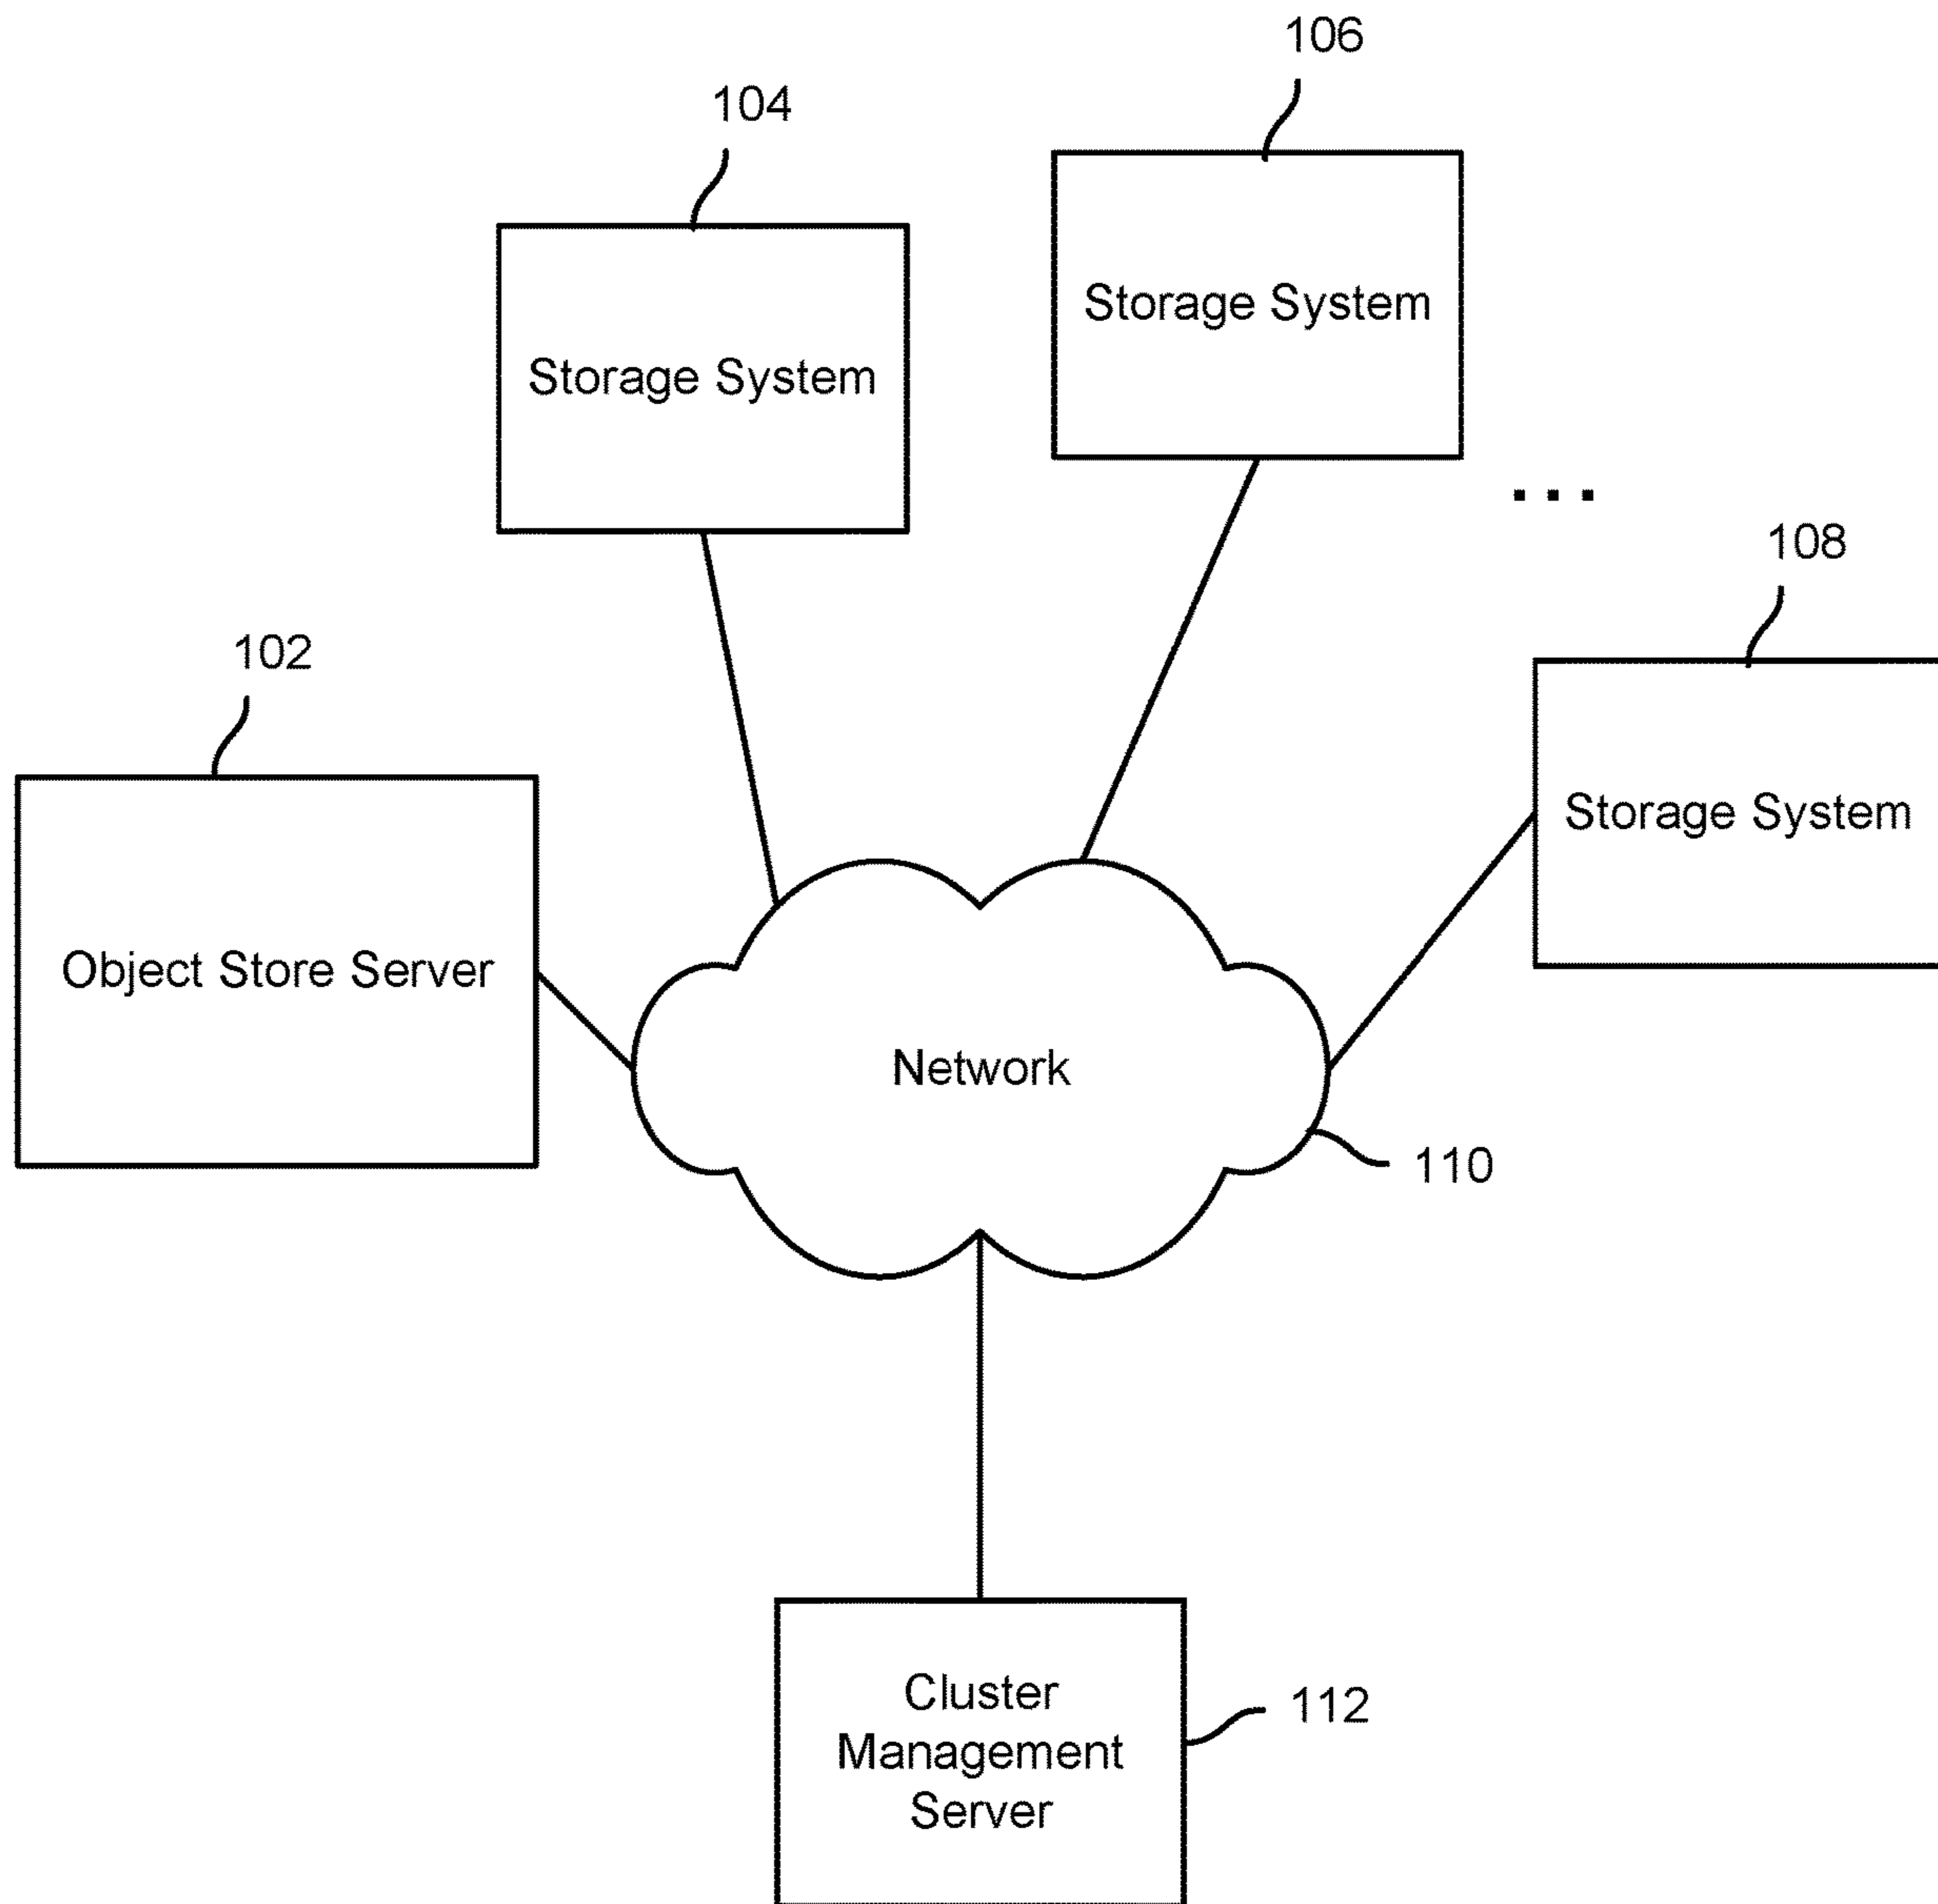 106
104
Storage System
Storage System
...
108
102
Storage System
Object Store Server
Network
110
Cluster
Management
Server
112